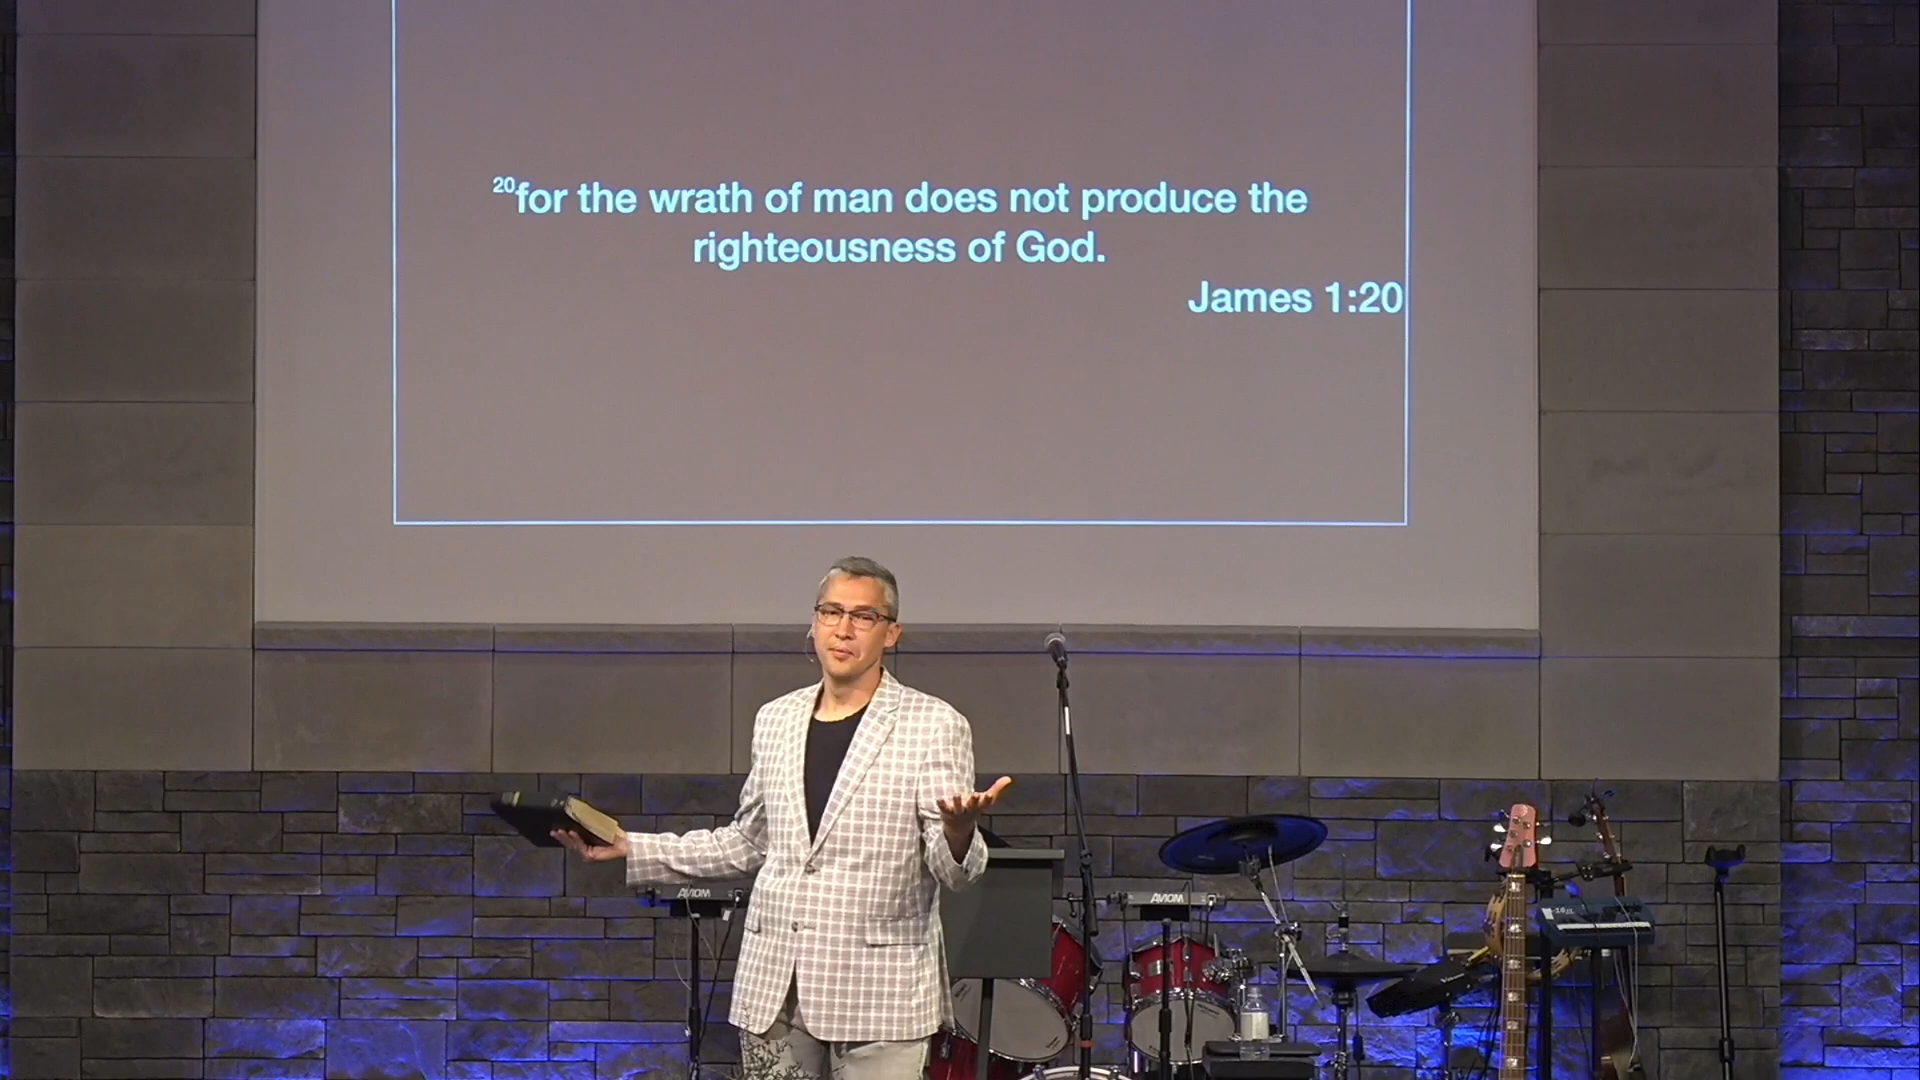 20for the wrath of man does not produce the
righteousness of God.
James 1:20
AVIOM
AVIOM